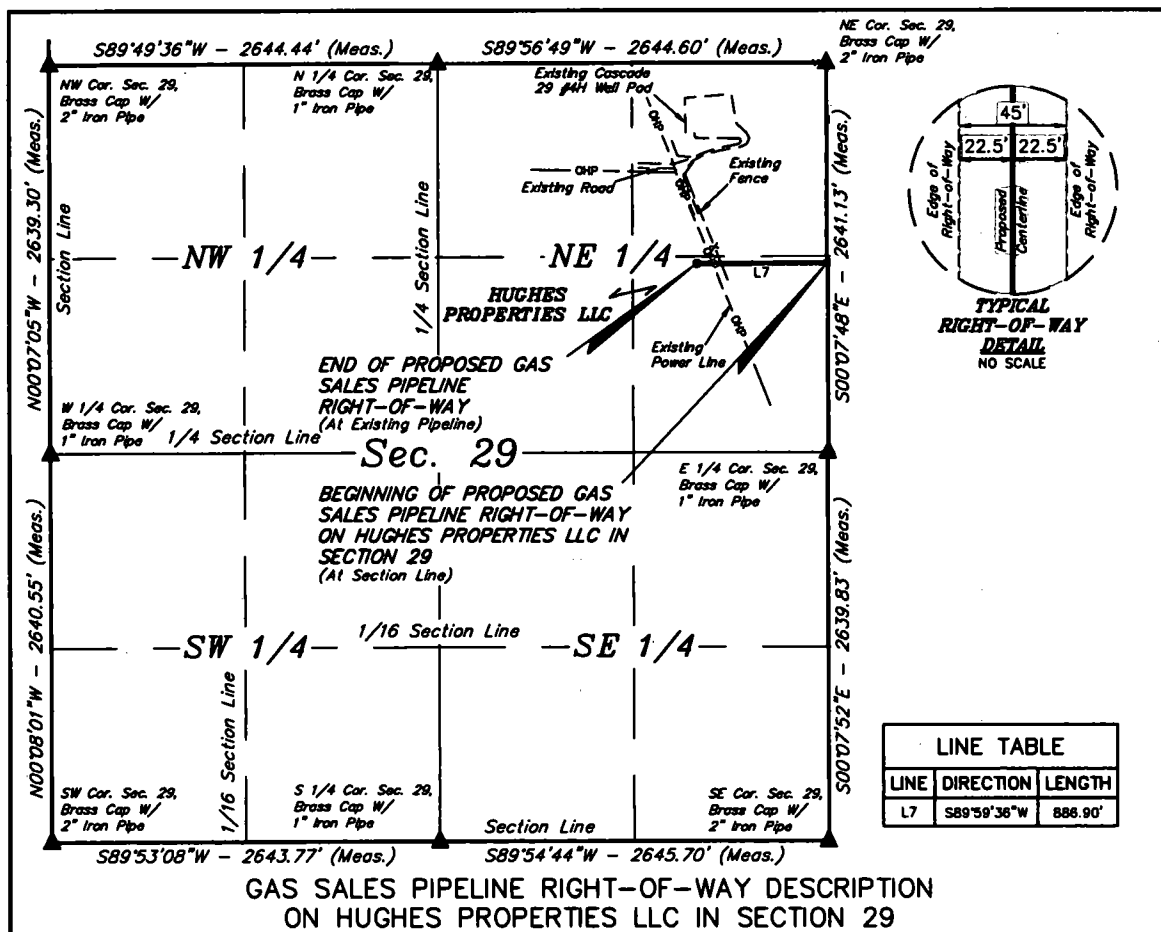 S89°49'36"W - 2644.44' (Meas.)
S89°56'49"W - 2644.60' (Meas.)
NE Cor. Sec. 29,
Brass Cap W/
2" Iron Pipe
NW Cor. Sec. 29,
Brass Cap W/
2" Iron Pipe
N 1/4 Cor. Sec. 29,
Brass Cap W/
1" Iron Pipe
Existing Cascade
29 #4H Well Pad
OHP
OHP
Existing Road
Existing
Fence
OHP
OHP
45'
22.5'
22.5'
Edge of
Right-of-Way
Proposed
Centerline
Edge of
Right-of-Way
TYPICAL
RIGHT-OF-WAY
DETAIL
NO SCALE
N00°07'05"W - 2639.30' (Meas.)
Section Line
1/4 Section Line
S00°07'48"E - 2641.13' (Meas.)
NW 1/4
NE 1/4
L7
HUGHES
PROPERTIES LLC
OHP
Existing
Power Line
END OF PROPOSED GAS
SALES PIPELINE
RIGHT-OF-WAY
(At Existing Pipeline)
W 1/4 Cor. Sec. 29,
Brass Cap W/
1" Iron Pipe
1/4 Section Line
Sec. 29
E 1/4 Cor. Sec. 29,
Brass Cap W/
1" Iron Pipe
BEGINNING OF PROPOSED GAS
SALES PIPELINE RIGHT-OF-WAY
ON HUGHES PROPERTIES LLC IN
SECTION 29
(At Section Line)
N00°08'01"W - 2640.55' (Meas.)
S00°07'52"E - 2639.83' (Meas.)
SW 1/4
1/16 Section Line
SE 1/4
1/16 Section Line
SW Cor. Sec. 29,
Brass Cap W/
2" Iron Pipe
S 1/4 Cor. Sec. 29,
Brass Cap W/
1" Iron Pipe
Section Line
SE Cor. Sec. 29,
Brass Cap W/
2" Iron Pipe
LINE TABLE
LINE DIRECTION LENGTH
L7 S89°59'36"W 886.90'
S89°53'08"W - 2643.77' (Meas.)
S89°54'44"W - 2645.70' (Meas.)
GAS SALES PIPELINE RIGHT-OF-WAY DESCRIPTION
ON HUGHES PROPERTIES LLC IN SECTION 29